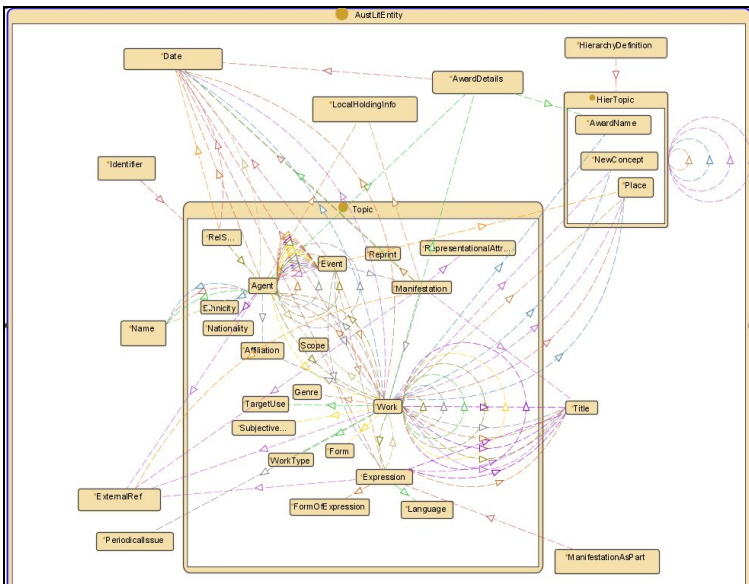 AustLitEntity
*Date
*HierarchyDefinition
*AwardDetails
*LocalHoldingInfo
HierTopic
*AwardName
*NewConcept
*Place
*Identifier
Topic
*RelS...
Event
*Reprint
*RepresentationalAttr...
Agent
Manifestation
Ethnicity
*Name
*Nationality
*Affiliation
Scope
Genre
*TargetUse
Work
*Title
*Subjective...
Form
WorkType
*Expression
*ExternalRef
*FormOfExpression
*Language
*PeriodicalIssue
*ManifestationAsPart